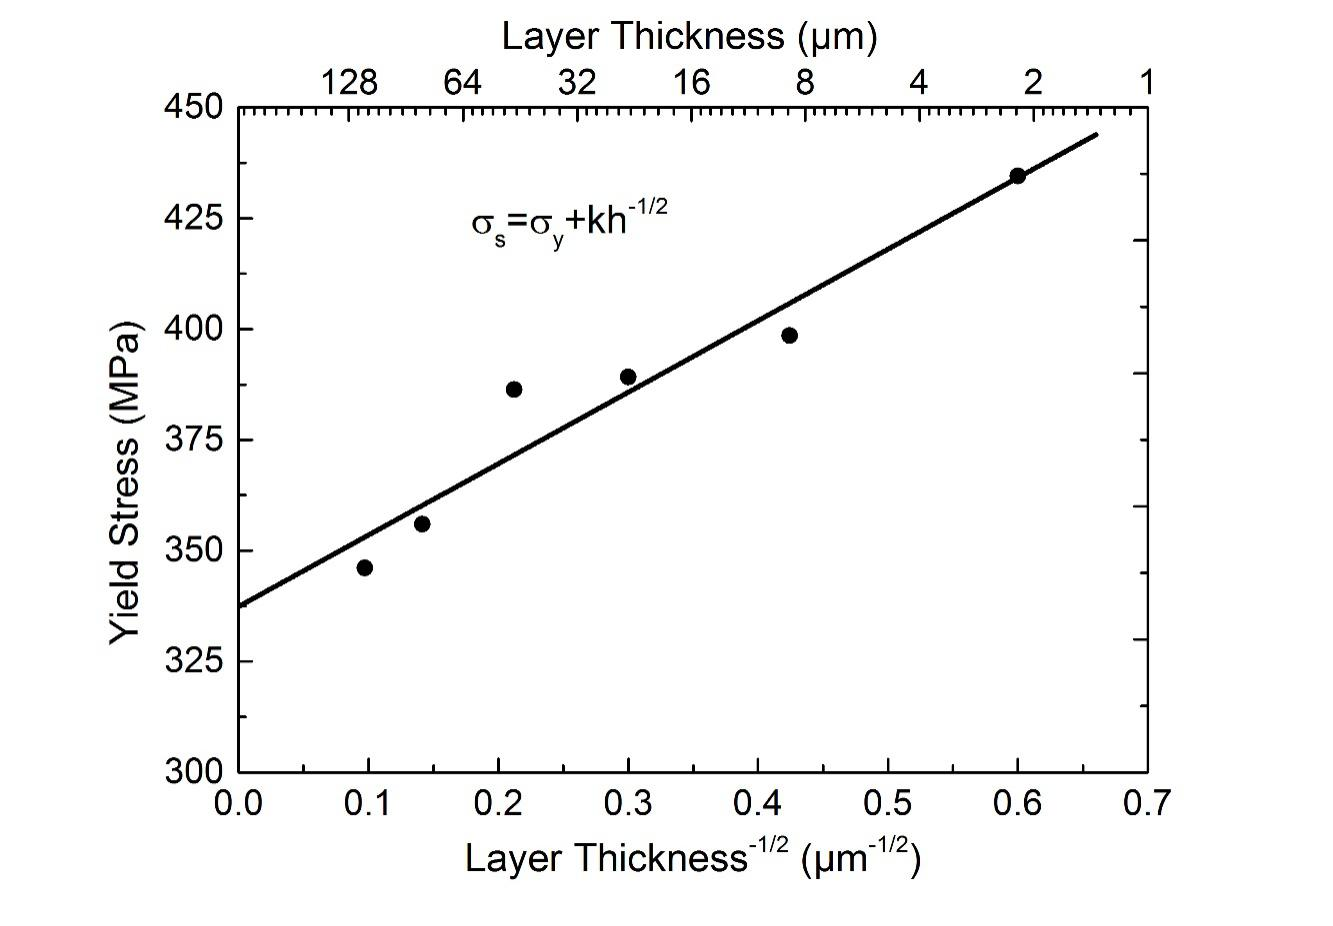 Layer Thickness (µm)
128 64 32 16 8 4 2 1
450
425
400
375
350
325
300
Yield Stress (MPa)
σs=σy+kh-1/2
0.0 0.1 0.2 0.3 0.4 0.5 0.6 0.7
Layer Thickness-1/2 (µm-1/2)